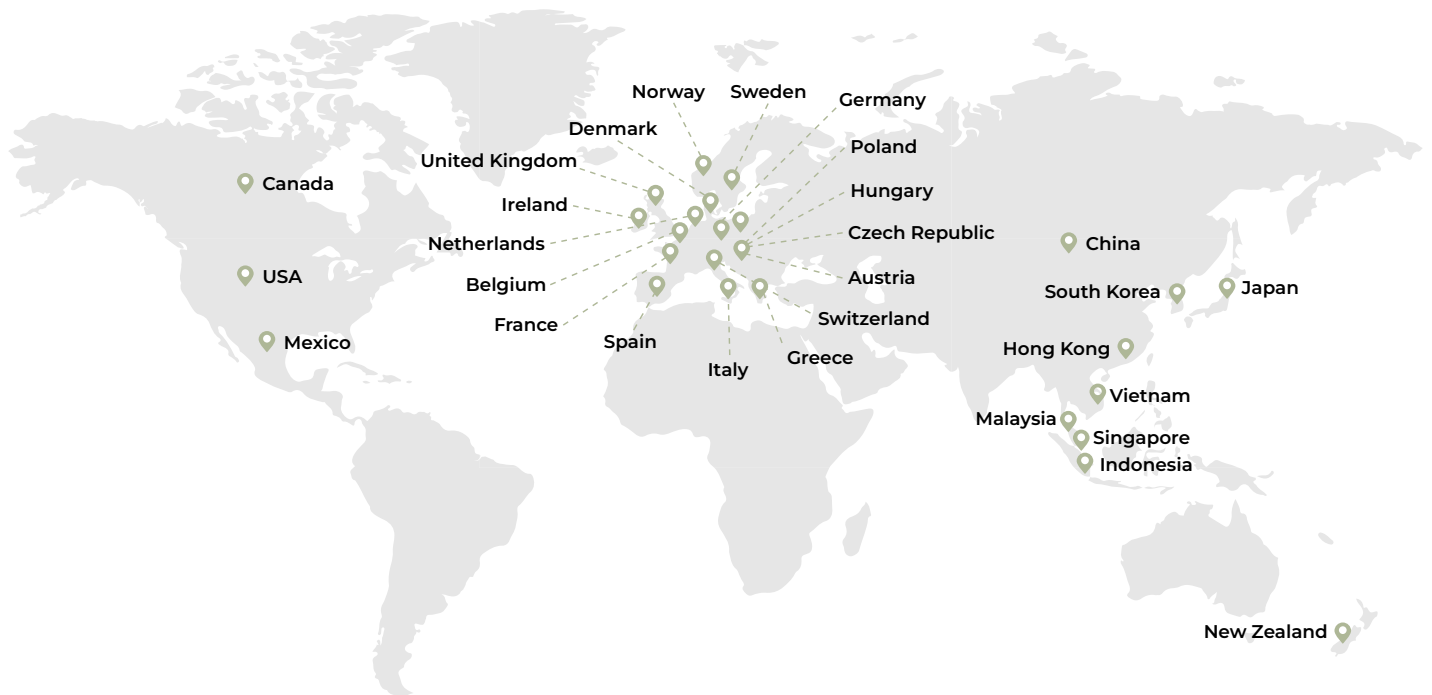 Norway
Sweden
Germany
Denmark
Poland
United Kingdom
Canada
Hungary
Ireland
Czech Republic
Netherlands
China
USA
Austria
Belgium
South Korea
Japan
Switzerland
France
Spain
Mexico
Hong Kong
Greece
Italy
Vietnam
Malaysia
Singapore
Indonesia
New Zealand